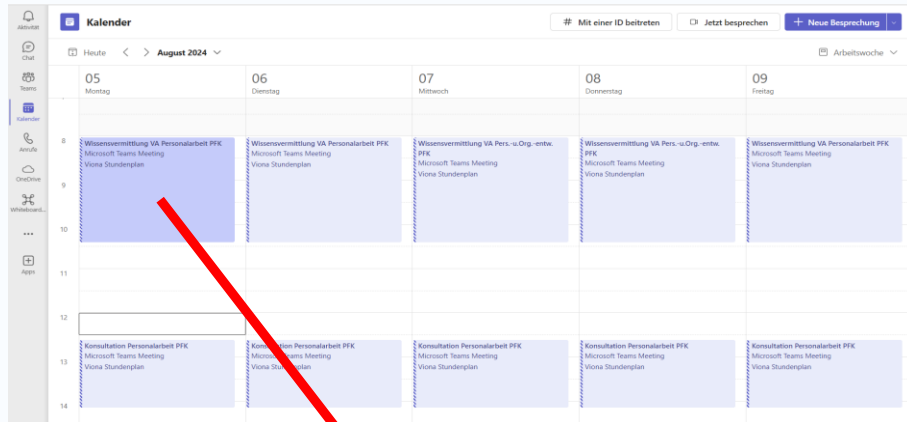 Aktivität
Chat
Teams
Kalender
Anrufe
OneDrive
Whiteboard...
Apps
Kalender
Mit einer ID beitreten
Jetzt besprechen
Neue Besprechung
Heute
August 2024
Arbeitswoche
05
Montag
06
Dienstag
07
Mittwoch
08
Donnerstag
09
Freitag
8
9
10
11
12
13
14
Wissensvermittlung VA Personalarbeit PFK
Microsoft Teams Meeting
Viona Stundenplan
Wissensvermittlung VA Personalarbeit PFK
Microsoft Teams Meeting
Viona Stundenplan
Wissensvermittlung VA Pers.-u.Org.-entw.
PFK
Microsoft Teams Meeting
Viona Stundenplan
Wissensvermittlung VA Pers.-u.Org.-entw.
PFK
Microsoft Teams Meeting
Viona Stundenplan
Wissensvermittlung VA Personalarbeit PFK
Microsoft Teams Meeting
Viona Stundenplan
Konsultation Personalarbeit PFK
Microsoft Teams Meeting
Viona Stundenplan
Konsultation Personalarbeit PFK
Microsoft Teams Meeting
Viona Stundenplan
Konsultation Personalarbeit PFK
Microsoft Teams Meeting
Viona Stundenplan
Konsultation Personalarbeit PFK
Microsoft Teams Meeting
Viona Stundenplan
Konsultation Personalarbeit PFK
Microsoft Teams Meeting
Viona Stundenplan